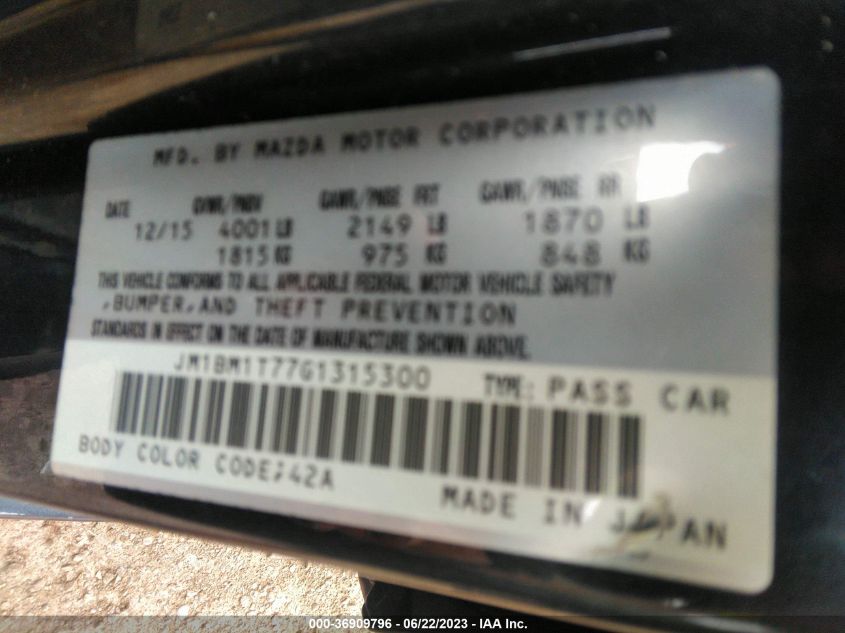 MFD. BY MAZDA MOTOR CORPORATION
DATE GVWR/PNBV GAWR/PNBE FRT GAWR/PNBE RR
12/15 4001 LB 2149 LB 1870 LB
1815 KG 975 KG 848 KG
THIS VEHICLE CONFORMS TO ALL APPLICABLE FEDERAL MOTOR VEHICLE SAFETY
,BUMPER,AND THEFT PREVENTION
STANDARDS IN EFFECT ON THE DATE OF MANUFACTURE SHOWN ABOVE.
JM1BM1T77G1315300 TYPE: PASS CAR
BODY COLOR CODE: 42A
MADE IN JAPAN
000-36909796 - 06/22/2023 - IAA Inc.